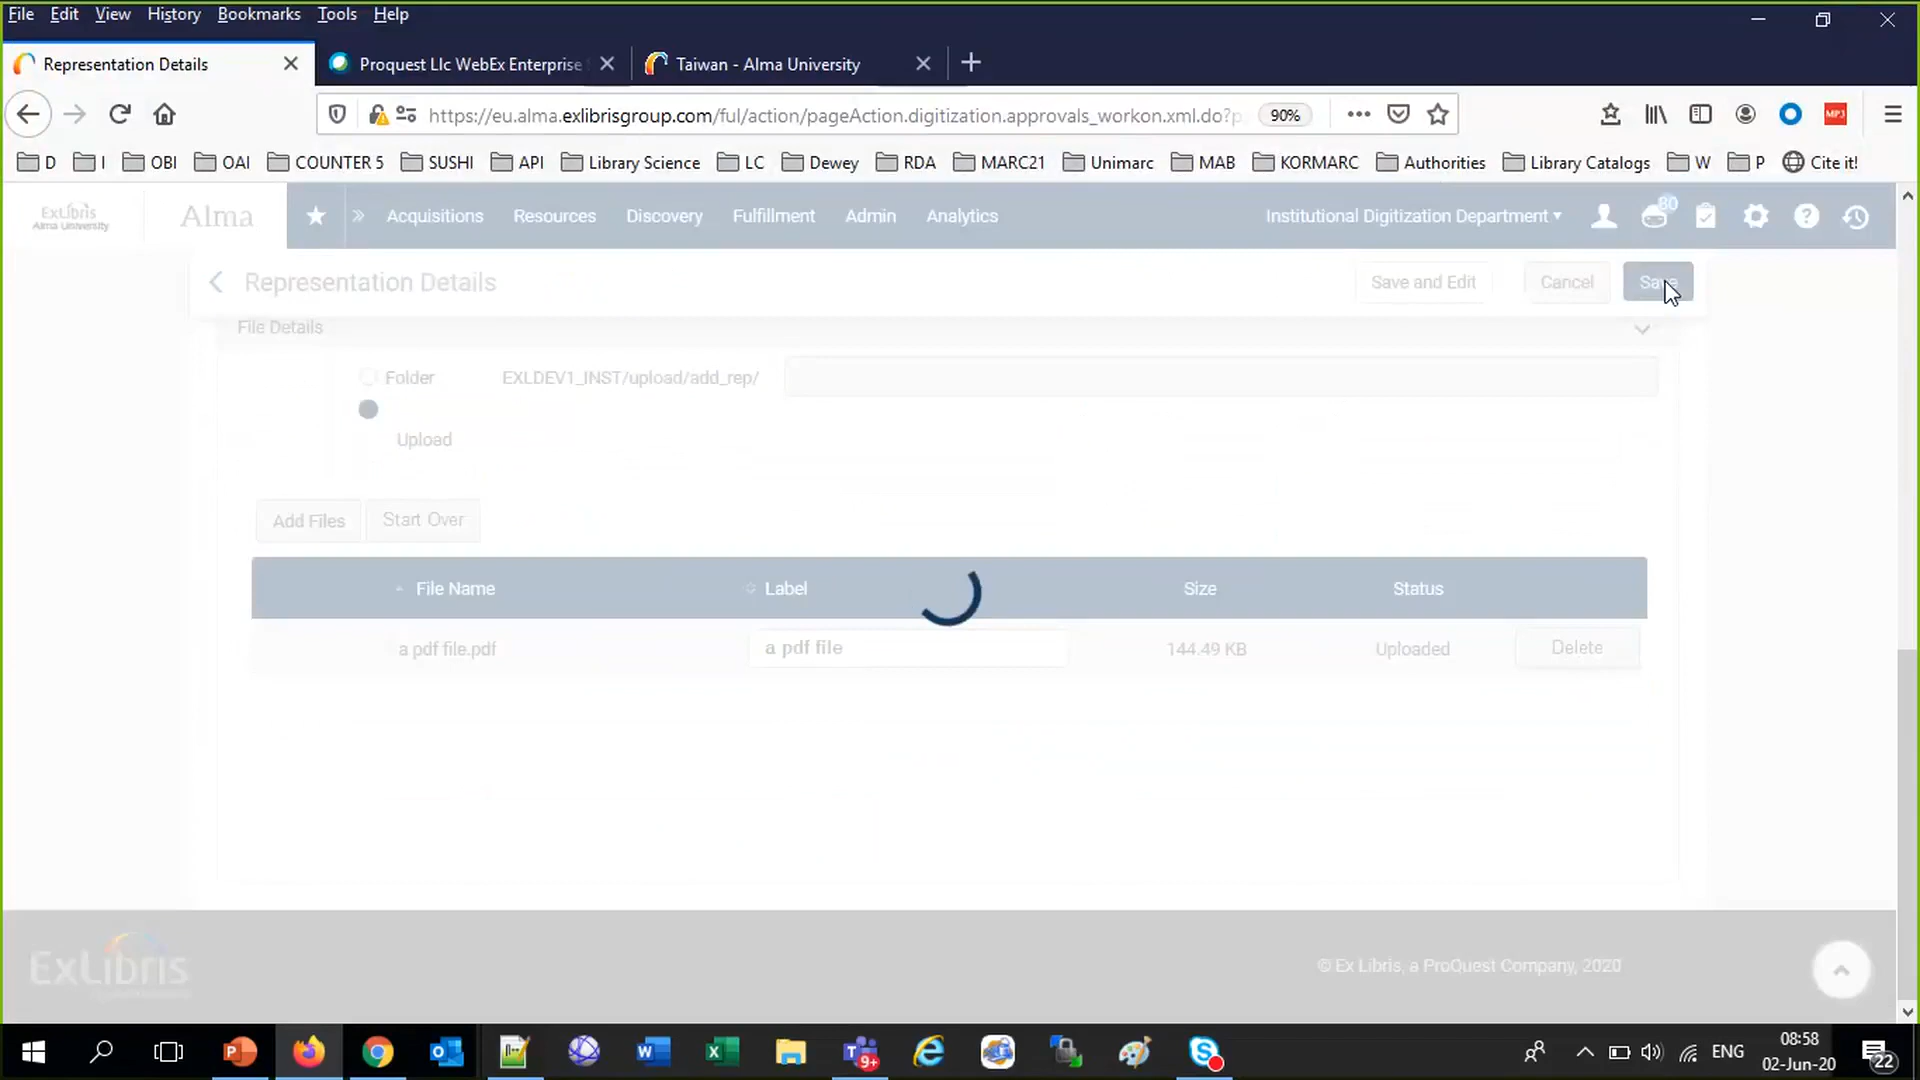 File Edit View History Bookmarks Tools Help
Representation Details
Proquest Llc WebEx Enterprise
Taiwan - Alma University
https://eu.alma.exlibrisgroup.com/ful/action/pageAction.digitization.approvals_workon.xml.do?p
90%
MP3
D I OBI OAI COUNTER 5 SUSHI API Library Science LC Dewey RDA MARC21 Unimarc MAB KORMARC Authorities Library Catalogs W P Cite it!
ExLibris
Alma University
Alma
Acquisitions Resources Discovery Fulfillment Admin Analytics
Institutional Digitization Department
80
Representation Details
Save and Edit
Cancel
Save
File Details
Folder
EXLDEV1_INST/upload/add_rep/
Upload
Add Files
Start Over
File Name Label Size Status
a pdf file.pdf a pdf file 144.49 KB Uploaded Delete
ExLibris
© Ex Libris, a ProQuest Company, 2020
9+
ENG
08:58
02-Jun-20
22